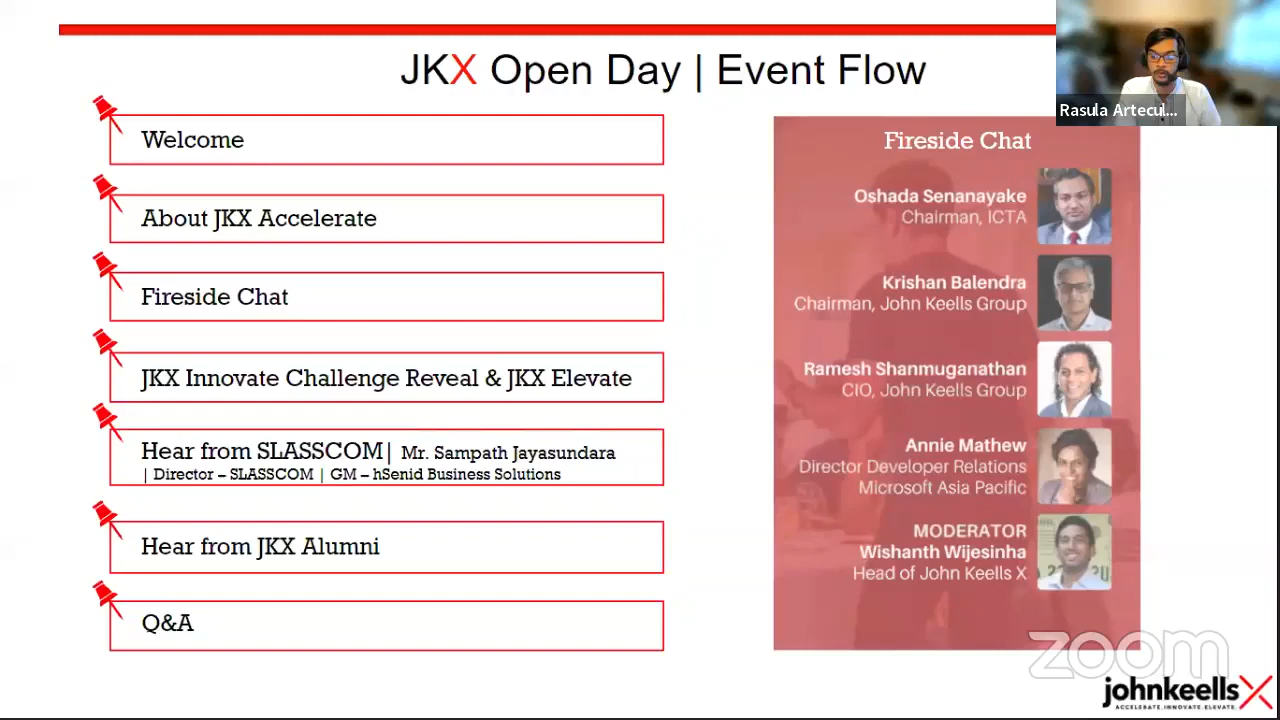 JKX Open Day | Event Flow
Rasula Artecul...
Welcome
About JKX Accelerate
Fireside Chat
JKX Innovate Challenge Reveal & JKX Elevate
Hear from SLASSCOM| Mr. Sampath Jayasundara
| Director – SLASSCOM | GM – hSenid Business Solutions
Hear from JKX Alumni
Q&A
Fireside Chat
Oshada Senanayake
Chairman, ICTA
Krishan Balendra
Chairman, John Keells Group
Ramesh Shanmuganathan
CIO, John Keells Group
Annie Mathew
Director Developer Relations
Microsoft Asia Pacific
MODERATOR
Wishanth Wijesinha
Head of John Keells X
zoom
johnkeellsX
ACCELERATE.INNOVATE.ELEVATE.